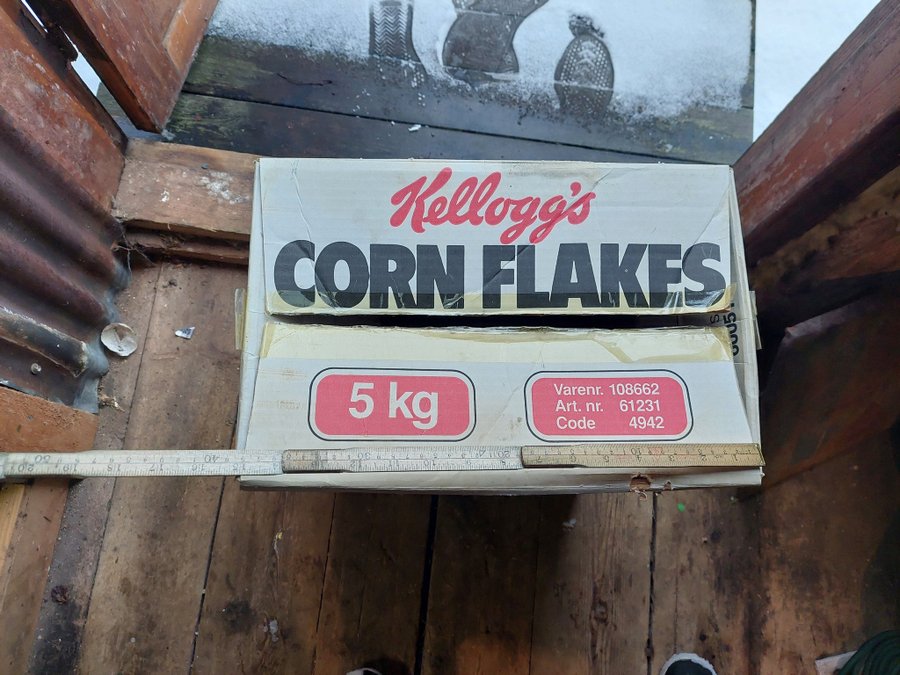 Kellogg's
CORN FLAKES
5 kg
Varenr. 108662
Art. nr. 61231
Code 4942